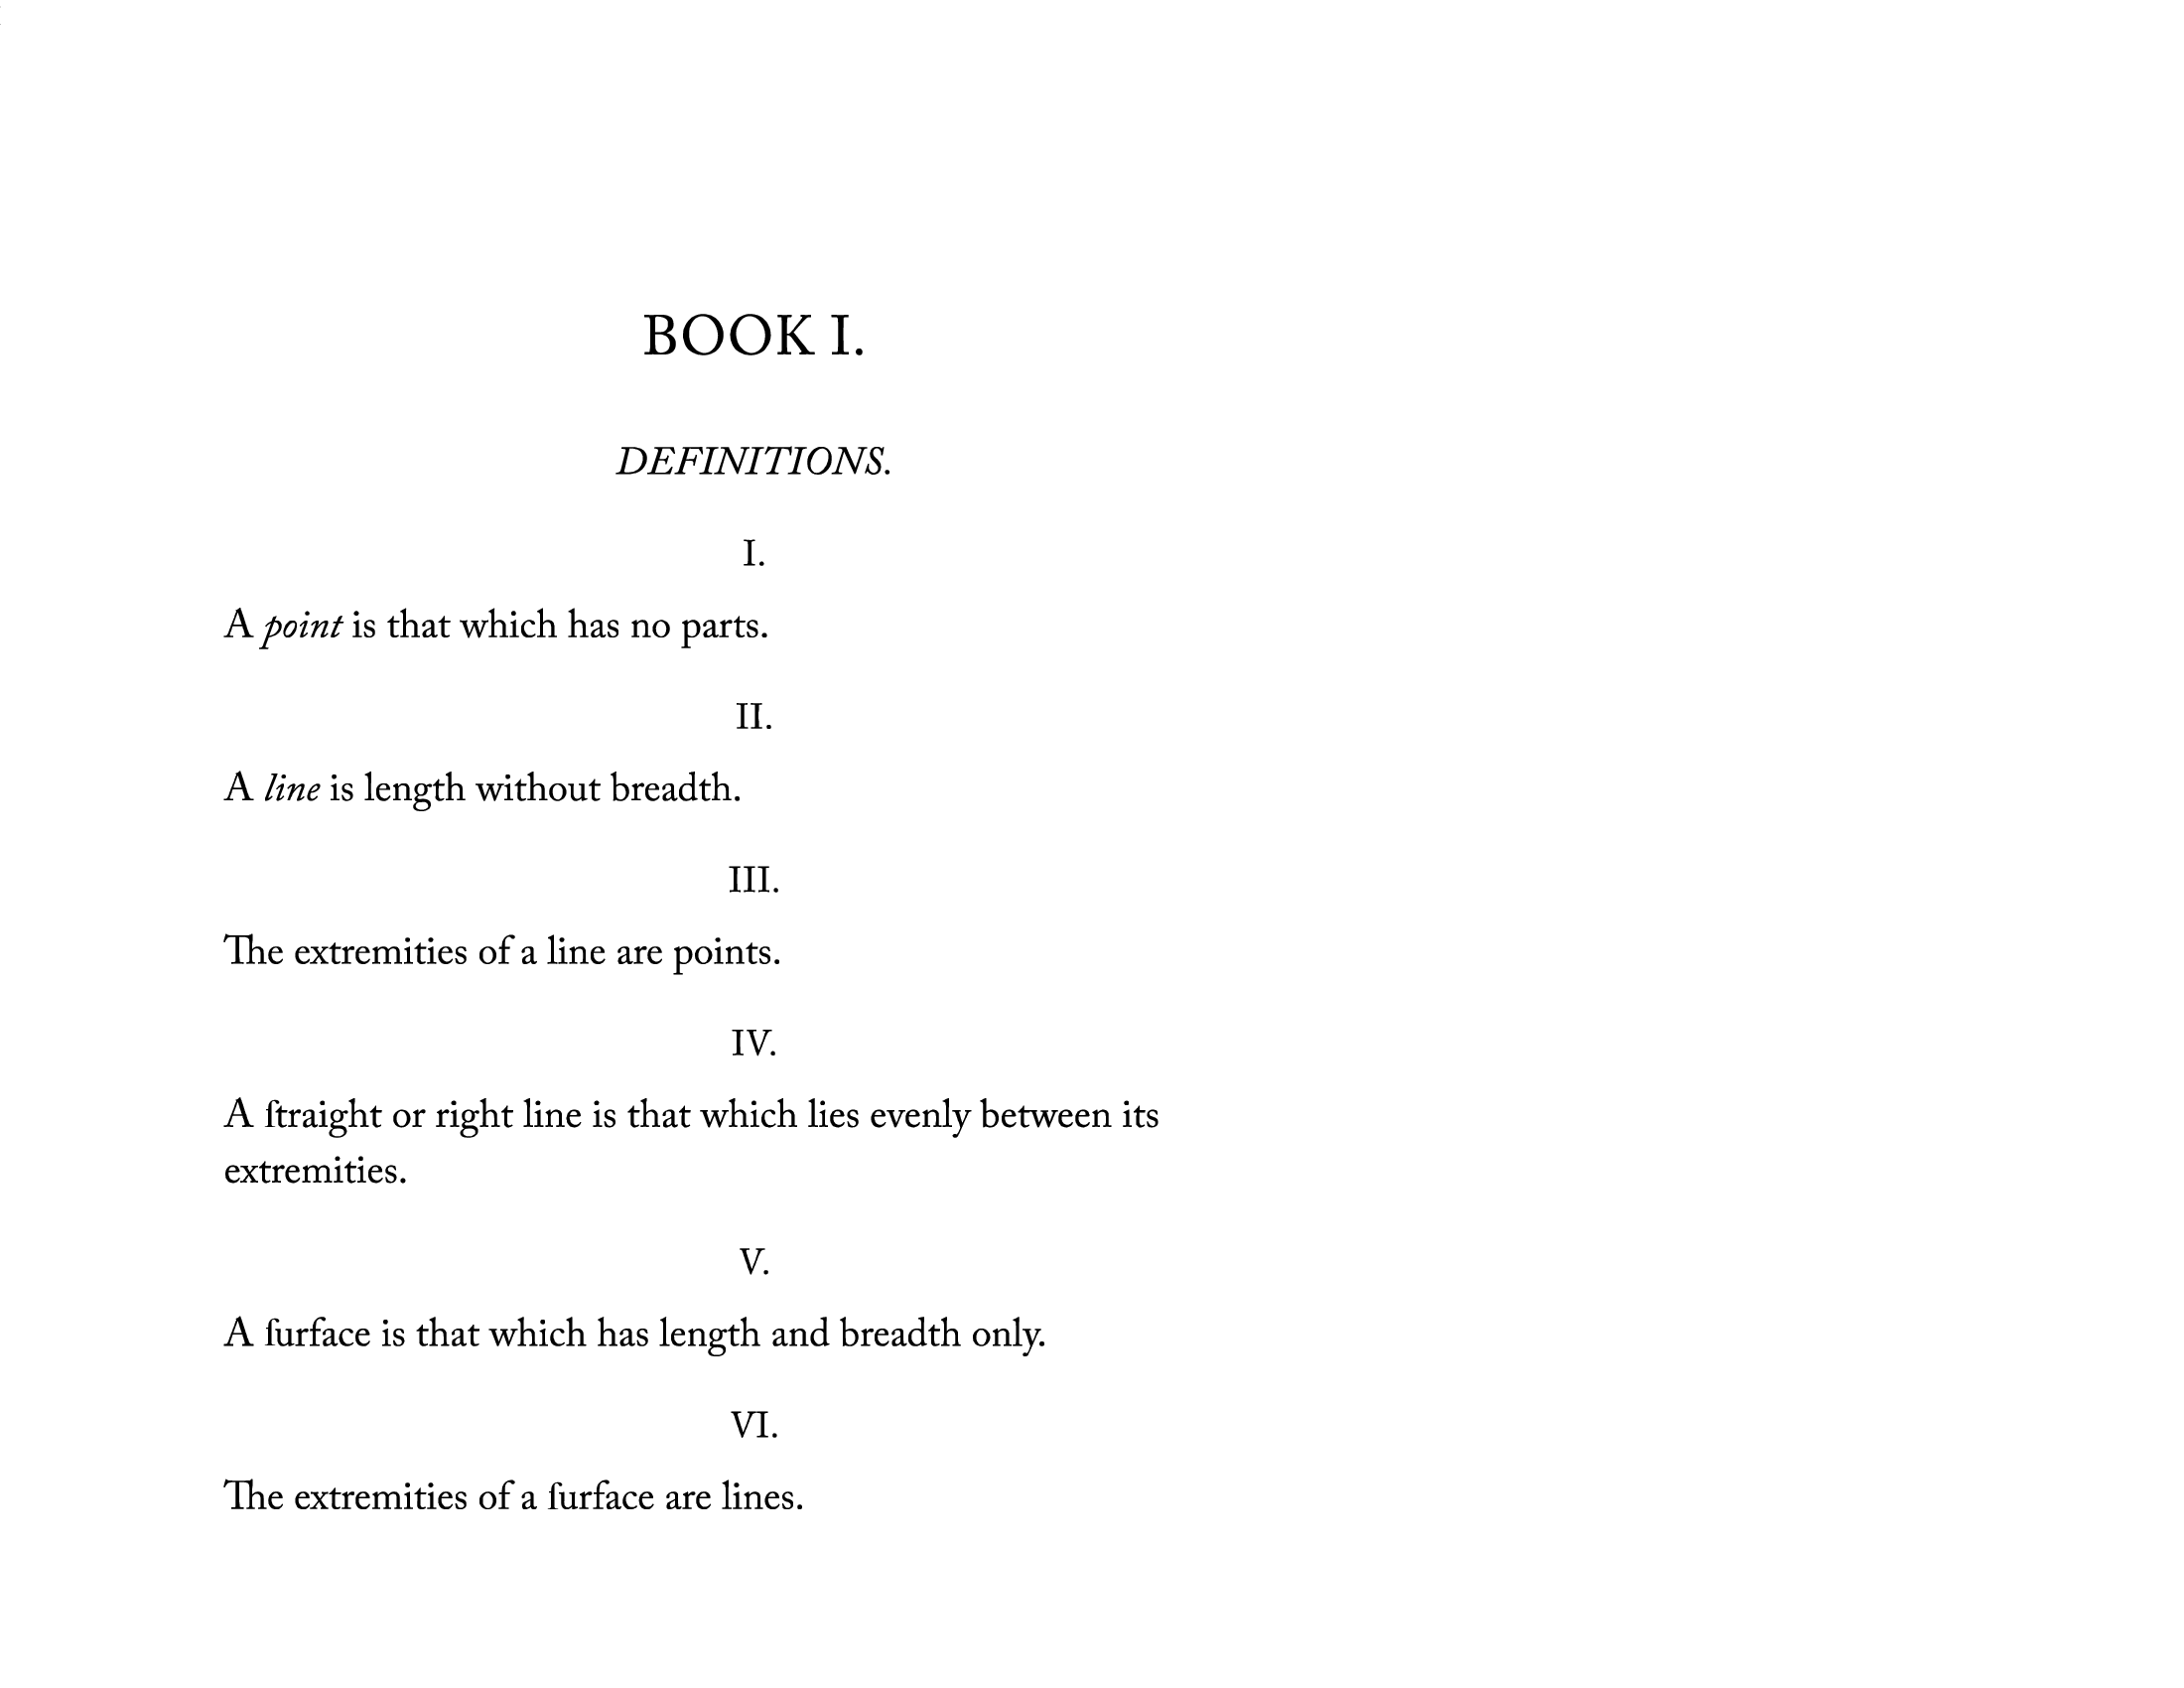 BOOK I.
DEFINITIONS.
I.
A point is that which has no parts.
II.
A line is length without breadth.
III.
The extremities of a line are points.
IV.
A ſtraight or right line is that which lies evenly between its
extremities.
V.
A ſurface is that which has length and breadth only.
VI.
The extremities of a ſurface are lines.